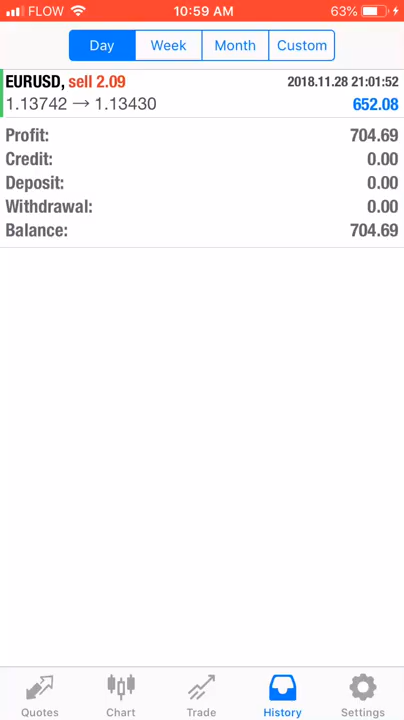 FLOW 10:59 AM 63%
Day Week Month Custom
EURUSD, sell 2.09 2018.11.28 21:01:52
1.13742 → 1.13430 652.08
Profit: 704.69
Credit: 0.00
Deposit: 0.00
Withdrawal: 0.00
Balance: 704.69
Quotes Chart Trade History Settings